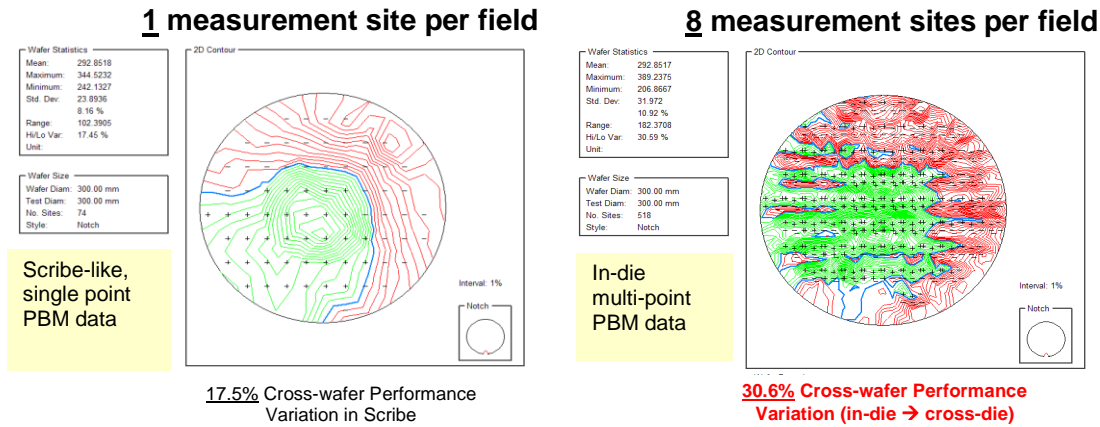 1 measurement site per field
Wafer Statistics
Mean: 292.8518
Maximum: 344.5232
Minimum: 242.1327
Std. Dev: 23.8936
8.16 %
Range: 102.3905
Hi/Lo Var: 17.45 %
Unit:
Wafer Size
Wafer Diam: 300.00 mm
Test Diam: 300.00 mm
No. Sites: 74
Style: Notch
Scribe-like,
single point
PBM data
2D Contour
Interval: 1%
Notch
17.5% Cross-wafer Performance
Variation in Scribe
8 measurement sites per field
Wafer Statistics
Mean: 292.8517
Maximum: 389.2375
Minimum: 206.8667
Std. Dev: 31.972
10.92 %
Range: 182.3708
Hi/Lo Var: 30.59 %
Unit:
Wafer Size
Wafer Diam: 300.00 mm
Test Diam: 300.00 mm
No. Sites: 518
Style: Notch
In-die
multi-point
PBM data
2D Contour
Interval: 1%
Notch
30.6% Cross-wafer Performance
Variation (in-die → cross-die)